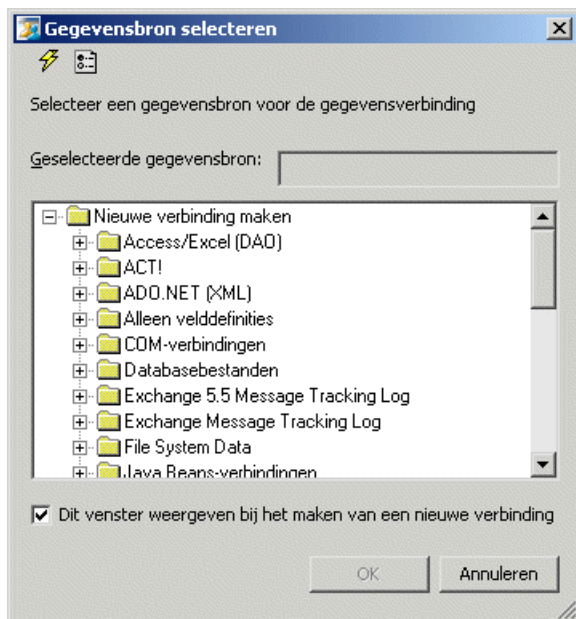 Gegevensbron selecteren
Selecteer een gegevensbron voor de gegevensverbinding
Geselecteerde gegevensbron:
Nieuwe verbinding maken
Access/Excel (DAO)
ACT!
ADO.NET (XML)
Alleen velddefinities
COM-verbindingen
Databasebestanden
Exchange 5.5 Message Tracking Log
Exchange Message Tracking Log
File System Data
Java Beans-verbindingen
Dit venster weergeven bij het maken van een nieuwe verbinding
OK
Annuleren